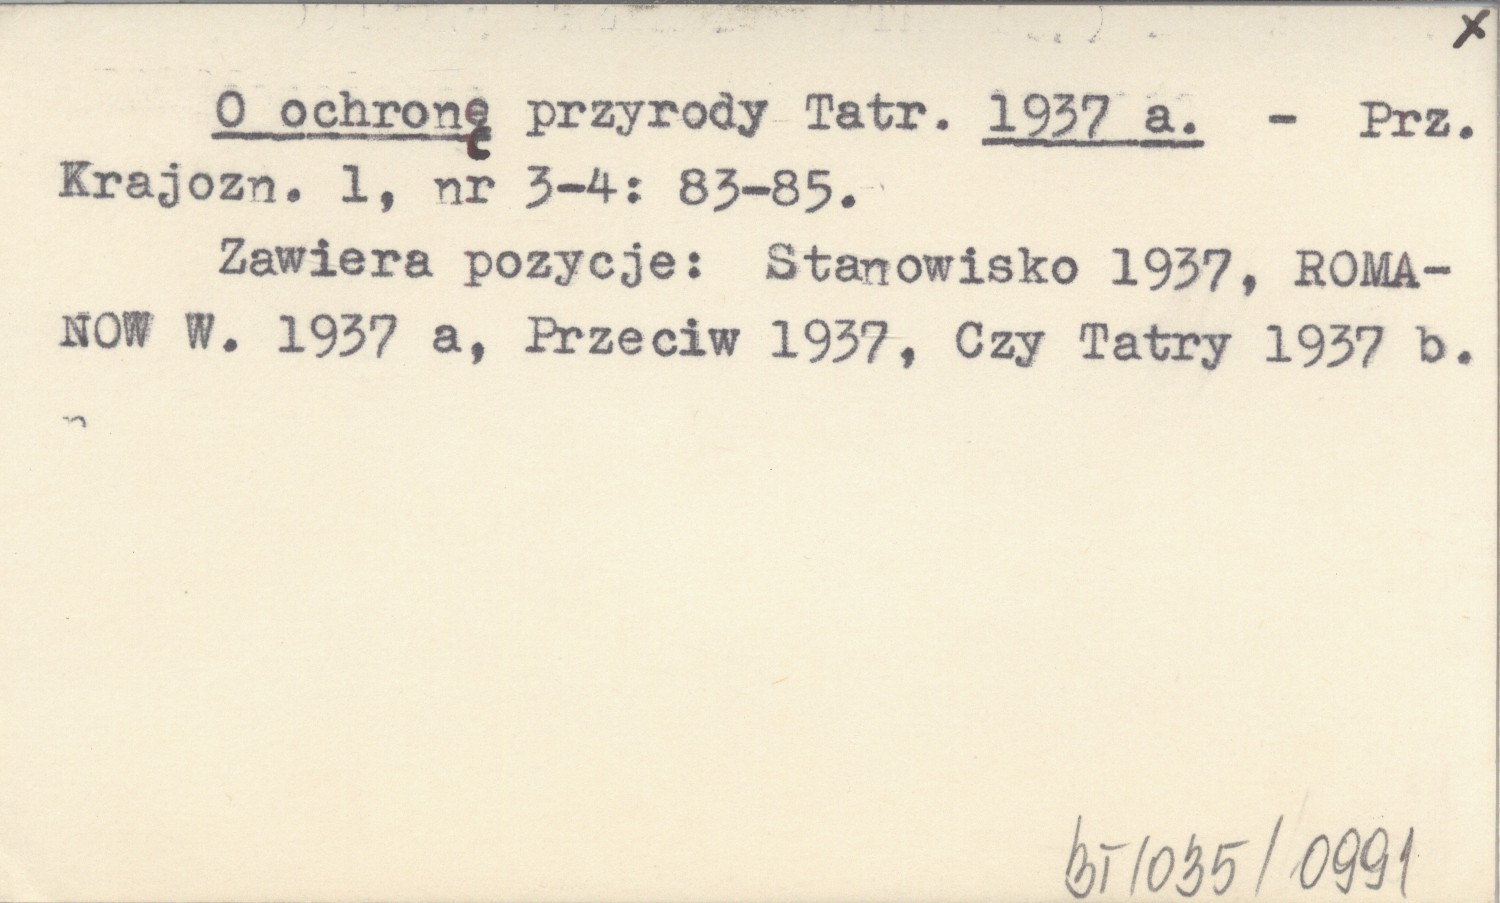 x
O ochronę przyrody Tatr. 1937 a. - Prz.
Krajozn. 1, nr 3-4: 83-85.
Zawiera pozycje: Stanowisko 1937, ROMA-
NOW W. 1937 a, Przeciw 1937, Czy Tatry 1937 b.
BT/035/0991